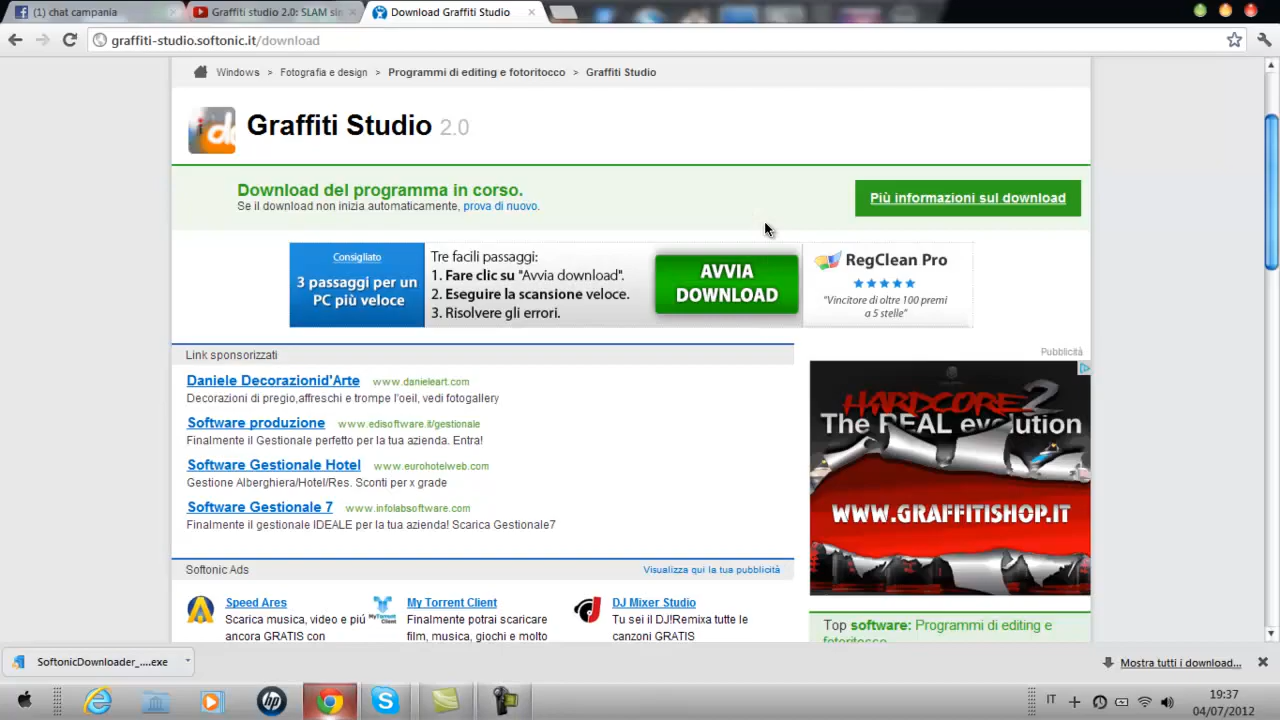 (1) chat campania
Graffiti studio 2.0: SLAM sin
Download Graffiti Studio
graffiti-studio.softonic.it/download
Windows > Fotografia e design > Programmi di editing e fotoritocco > Graffiti Studio
Graffiti Studio 2.0
Download del programma in corso.
Se il download non inizia automaticamente, prova di nuovo.
Più informazioni sul download
Consigliato
3 passaggi per un
PC più veloce
Tre facili passaggi:
1. Fare clic su "Avvia download".
2. Eseguire la scansione veloce.
3. Risolvere gli errori.
AVVIA
DOWNLOAD
RegClean Pro
"Vincitore di oltre 100 premi
a 5 stelle"
Link sponsorizzati
Daniele Decorazionid'Arte www.danieleart.com
Decorazioni di pregio,affreschi e trompe l'oeil, vedi fotogallery
Software produzione www.edisoftware.it/gestionale
Finalmente il Gestionale perfetto per la tua azienda. Entra!
Software Gestionale Hotel www.eurohotelweb.com
Gestione Alberghiera/Hotel/Res. Sconti per x grade
Software Gestionale 7 www.infolabsoftware.com
Finalmente il gestionale IDEALE per la tua azienda! Scarica Gestionale7
Pubblicità
HARDCORE 2
The REAL evolution
WWW.GRAFFITISHOP.IT
Softonic Ads
Visualizza qui la tua pubblicità
Speed Ares
Scarica musica, video e più
ancora GRATIS con
MyTorrent
Client
My Torrent Client
Finalmente potrai scaricare
film, musica, giochi e molto
DJ Mixer Studio
Tu sei il DJ!Remixa tutte le
canzoni GRATIS
Top software: Programmi di editing e
fotoritocco
SoftonicDownloader_....exe
Mostra tutti i download...
hp
IT
19:37
04/07/2012